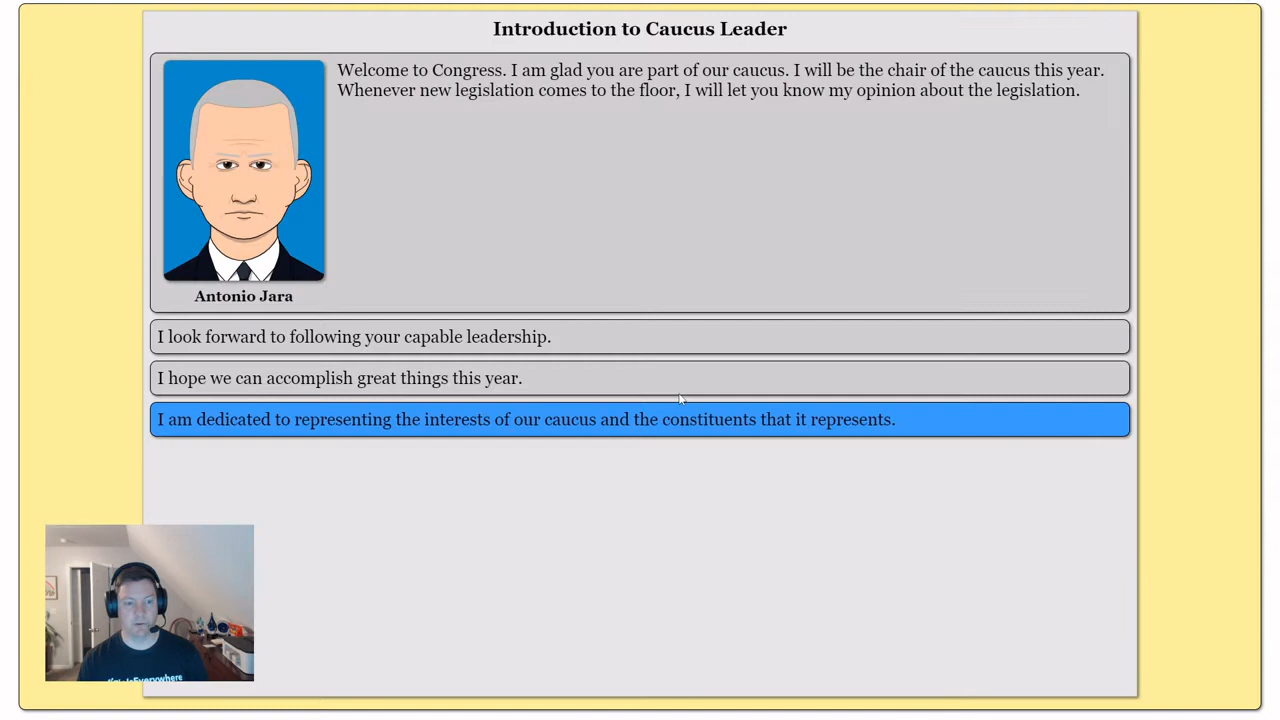 Introduction to Caucus Leader
Welcome to Congress. I am glad you are part of our caucus. I will be the chair of the caucus this year.
Whenever new legislation comes to the floor, I will let you know my opinion about the legislation.
Antonio Jara
I look forward to following your capable leadership.
I hope we can accomplish great things this year.
I am dedicated to representing the interests of our caucus and the constituents that it represents.